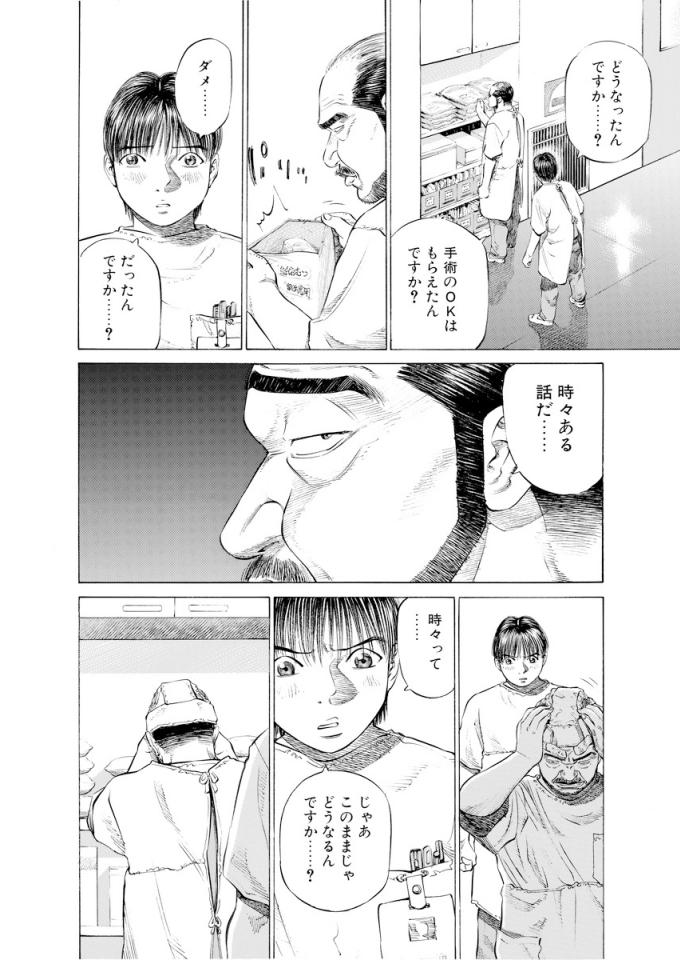 どうなったん
ですか……？
手術のＯＫは
もらえたん
ですか？
ダメ……
だったん
ですか……？
時々ある
話だ……
時々って
……
じゃあ
このままじゃ
どうなるん
ですか……？